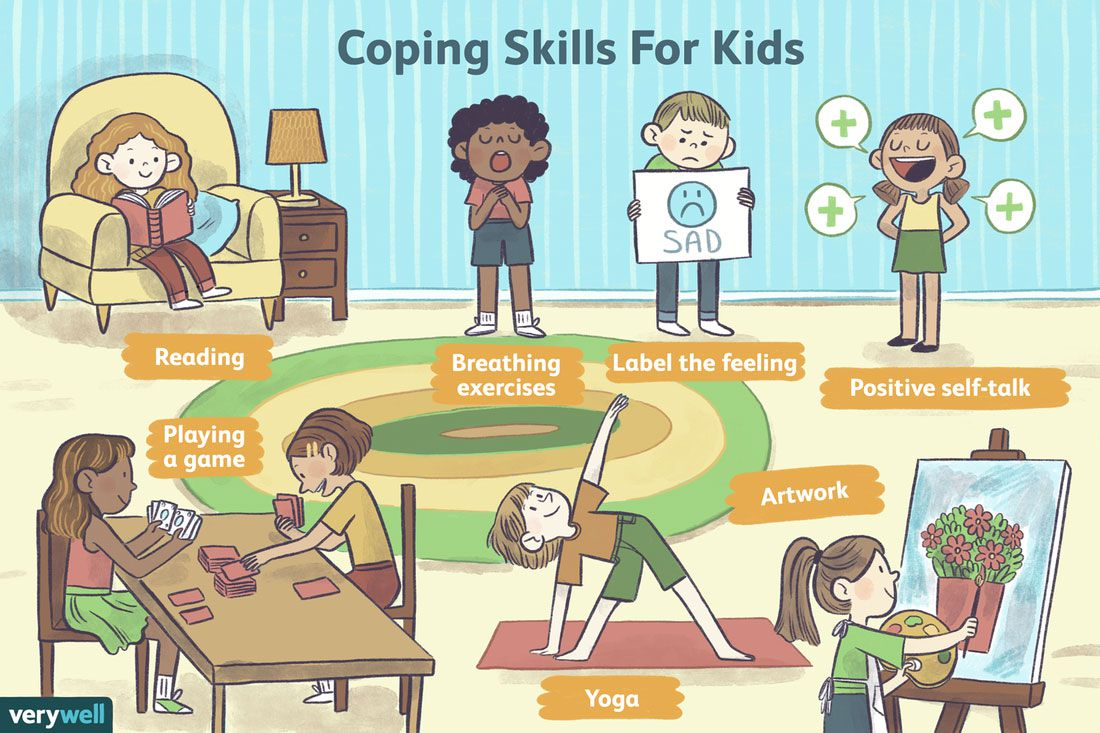 Coping Skills For Kids
SAD
Reading
Breathing
exercises
Label the feeling
Positive self-talk
Playing
a game
Artwork
Yoga
verywell